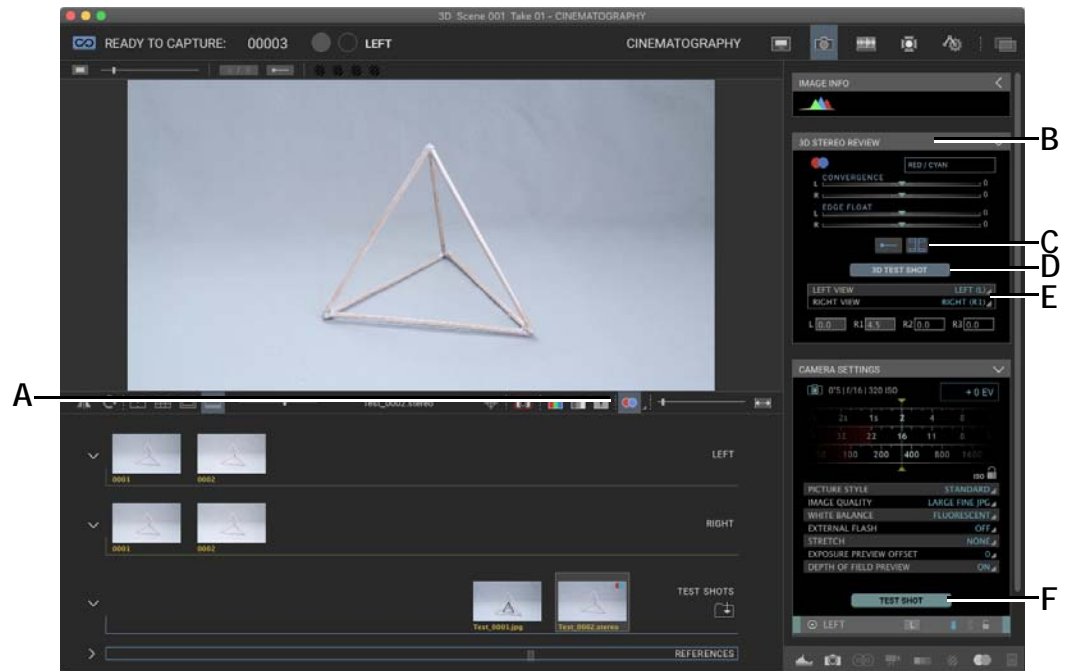 3D Scene 001 Take 01 - CINEMATOGRAPHY
READY TO CAPTURE: 00003 LEFT CINEMATOGRAPHY
IMAGE INFO
B
3D STEREO REVIEW
RED / CYAN
CONVERGENCE
L 0
R 0
EDGE FLOAT
L 0
R 0
C
3D TEST SHOT D
LEFT VIEW LEFT (L)
E
RIGHT VIEW RIGHT (R1)
L 0.0 R1 4.5 R2 0.0 R3 0.0
CAMERA SETTINGS
0"5 | f/16 | 320 ISO + 0 EV
A
Test_0002.stereo
2s 1s 2 4 8
32 22 16 11 8
100 200 400 800 1600
ISO
LEFT
0001 0002
RIGHT
0001 0002
PICTURE STYLE STANDARD
IMAGE QUALITY LARGE FINE JPG
WHITE BALANCE FLUORESCENT
EXTERNAL FLASH OFF
STRETCH NONE
EXPOSURE PREVIEW OFFSET 0
DEPTH OF FIELD PREVIEW ON
TEST SHOTS
Test_0001.jpg Test_0002.stereo
TEST SHOT F
LEFT L
REFERENCES